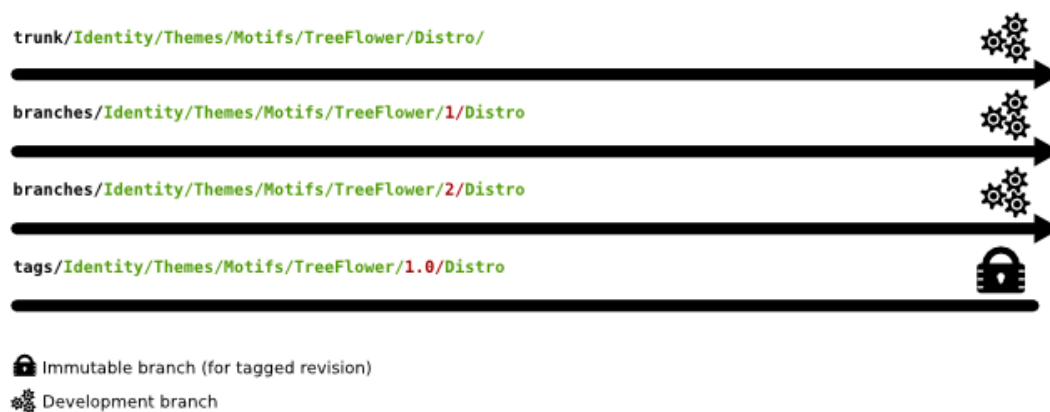 trunk/Identity/Themes/Motifs/TreeFlower/Distro/
branches/Identity/Themes/Motifs/TreeFlower/1/Distro
branches/Identity/Themes/Motifs/TreeFlower/2/Distro
tags/Identity/Themes/Motifs/TreeFlower/1.0/Distro
Immutable branch (for tagged revision)
Development branch